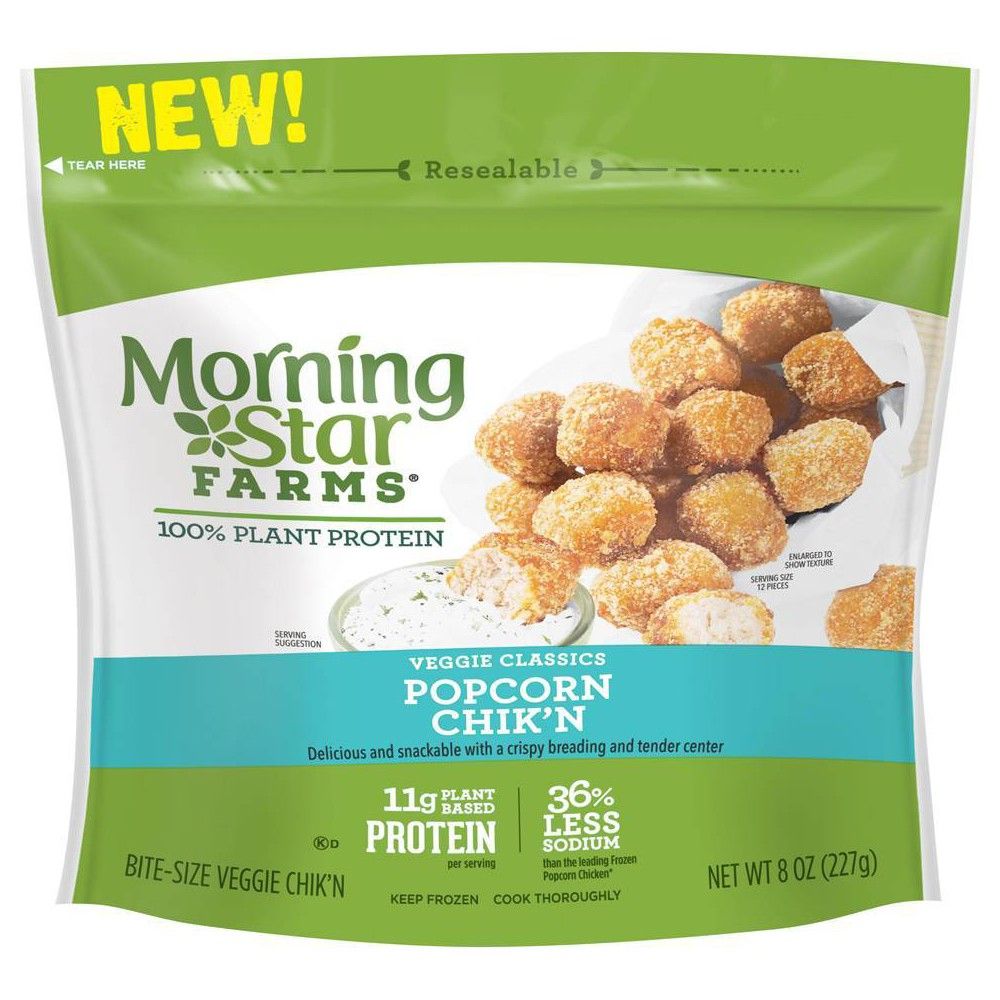 NEW!
TEAR HERE
Resealable
Morning
Star
FARMS®
100% PLANT PROTEIN
ENLARGED TO
SHOW TEXTURE
SERVING SIZE
12 PIECES
SERVING
SUGGESTION
VEGGIE CLASSICS
POPCORN
CHIK'N
Delicious and snackable with a crispy breading and tender center
11g PLANT
BASED
PROTEIN
per serving
36%
LESS
SODIUM
than the leading Frozen
Popcorn Chicken*
K D
BITE-SIZE VEGGIE CHIK'N
NET WT 8 OZ (227g)
KEEP FROZEN COOK THOROUGHLY